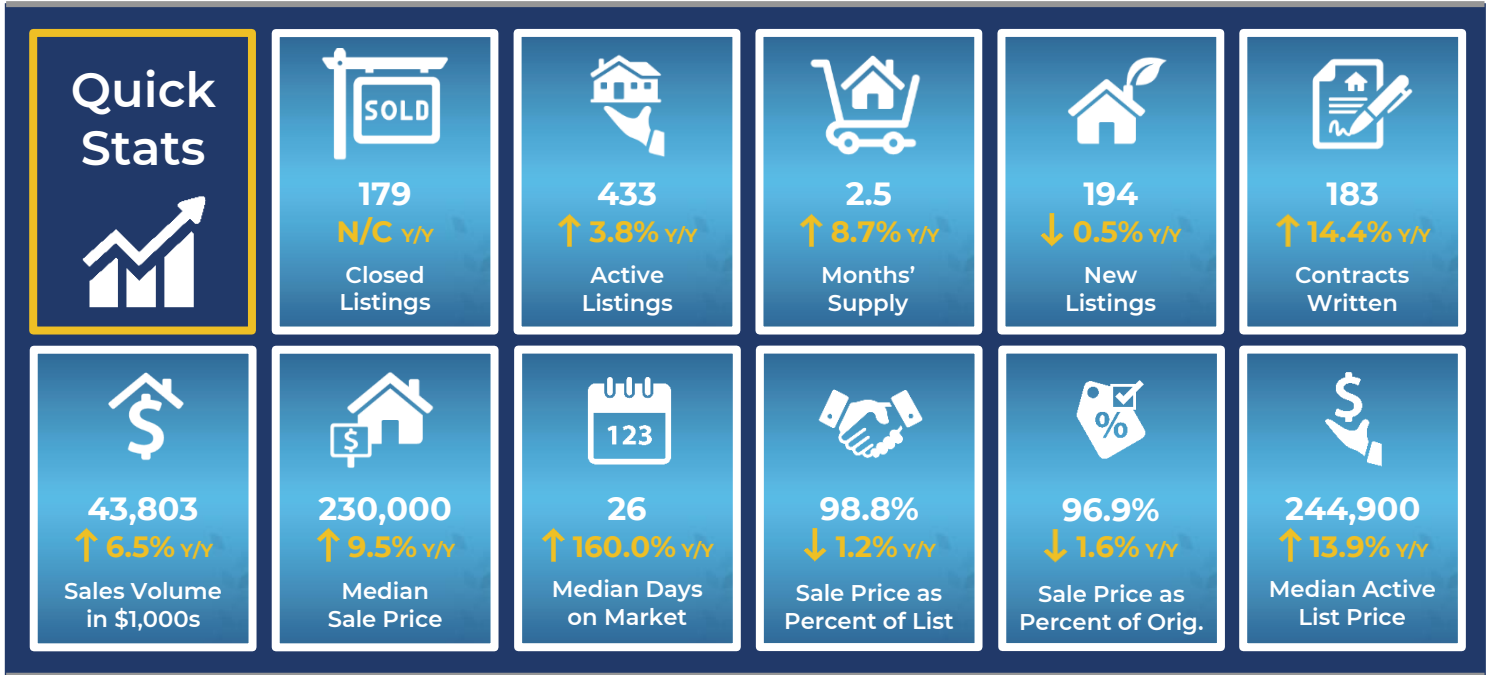 Quick
Stats
SOLD
179
N/C Y/Y
Closed
Listings
433
↑ 3.8% Y/Y
Active
Listings
2.5
↑ 8.7% Y/Y
Months’
Supply
194
↓ 0.5% Y/Y
New
Listings
183
↑ 14.4% Y/Y
Contracts
Written
$
43,803
↑ 6.5% Y/Y
Sales Volume
in $1,000s
$
230,000
↑ 9.5% Y/Y
Median
Sale Price
123
26
↑ 160.0% Y/Y
Median Days
on Market
98.8%
↓ 1.2% Y/Y
Sale Price as
Percent of List
%
96.9%
↓ 1.6% Y/Y
Sale Price as
Percent of Orig.
$
244,900
↑ 13.9% Y/Y
Median Active
List Price